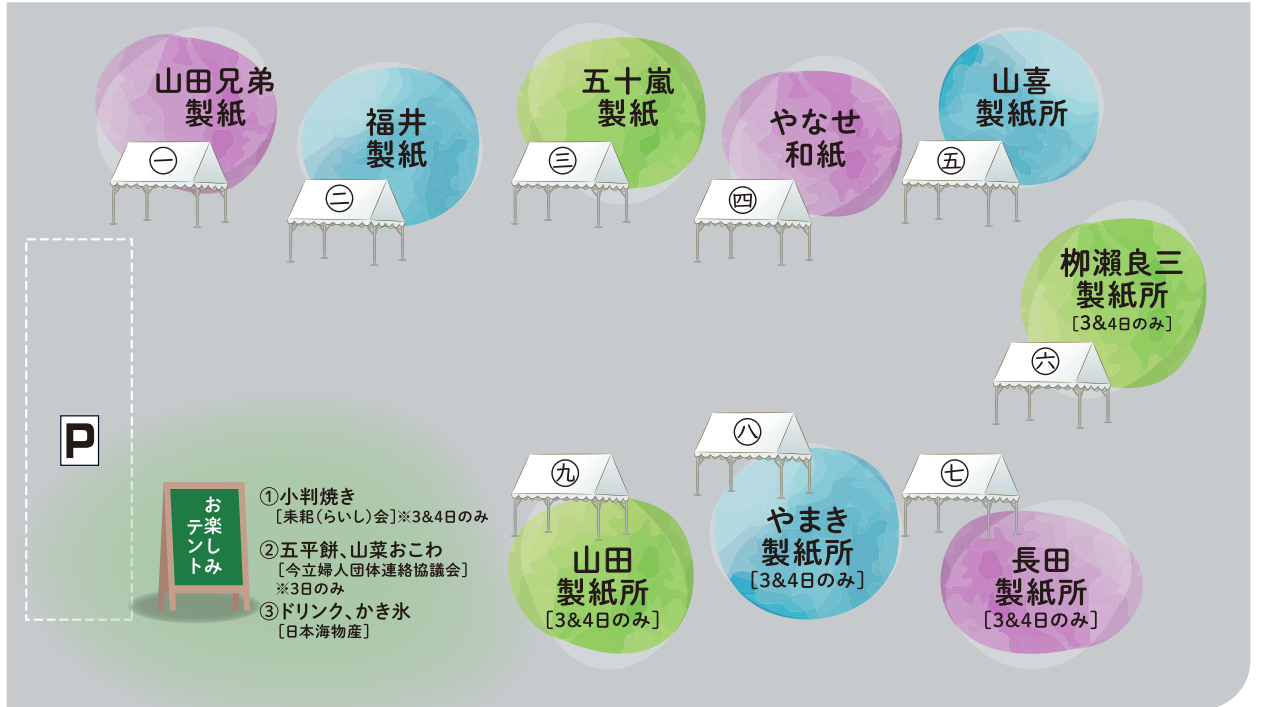 山田兄弟
製紙
㊀
福井
製紙
㊁
五十嵐
製紙
㊂
やなせ
和紙
㊃
山喜
製紙所
㊄
柳瀨良三
製紙所
[3&4日のみ]
㊅
長田
製紙所
[3&4日のみ]
㊆
やまき
製紙所
[3&4日のみ]
㊇
山田
製紙所
[3&4日のみ]
㊈
P
お楽しみ
テント
①小判焼き
[耒耜(らいし)会]※3&4日のみ
②五平餅、山菜おこわ
[今立婦人団体連絡協議会]
※3日のみ
③ドリンク、かき氷
[日本海物産]